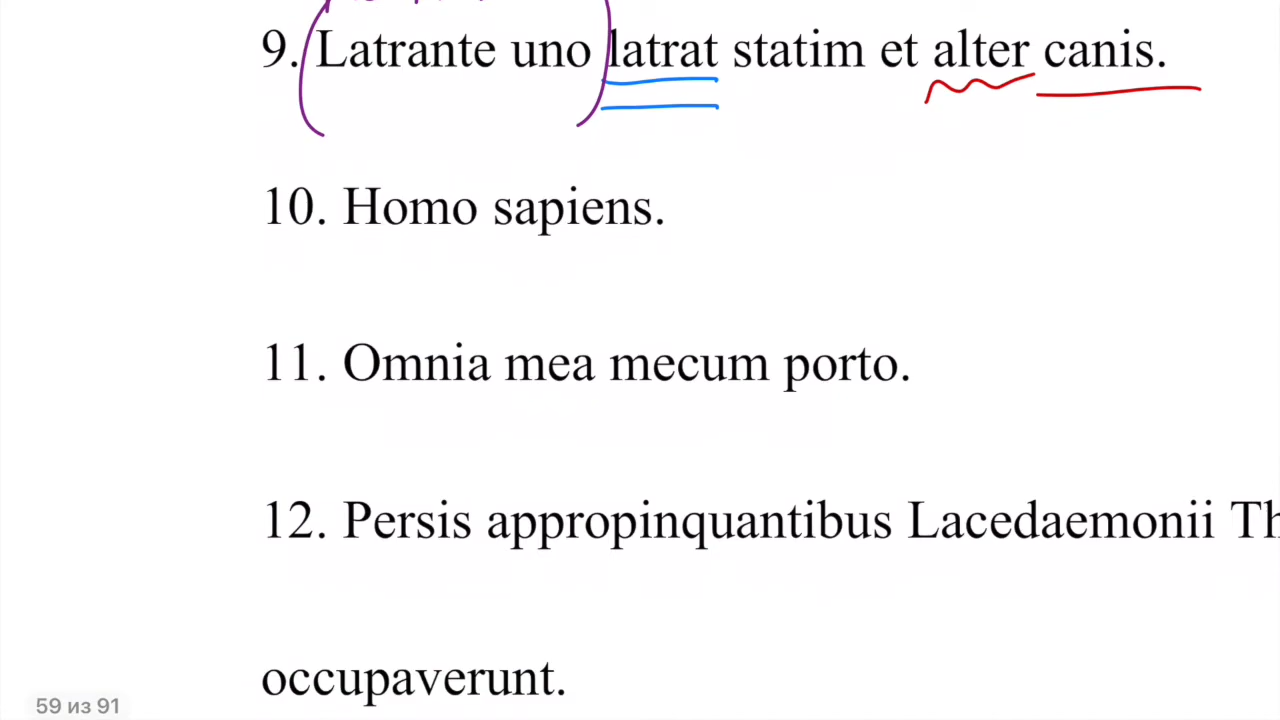 9. Latrante uno latrat statim et alter canis.
10. Homo sapiens.
11. Omnia mea mecum porto.
12. Persis appropinquantibus Lacedaemonii Th
occupaverunt.
59 из 91